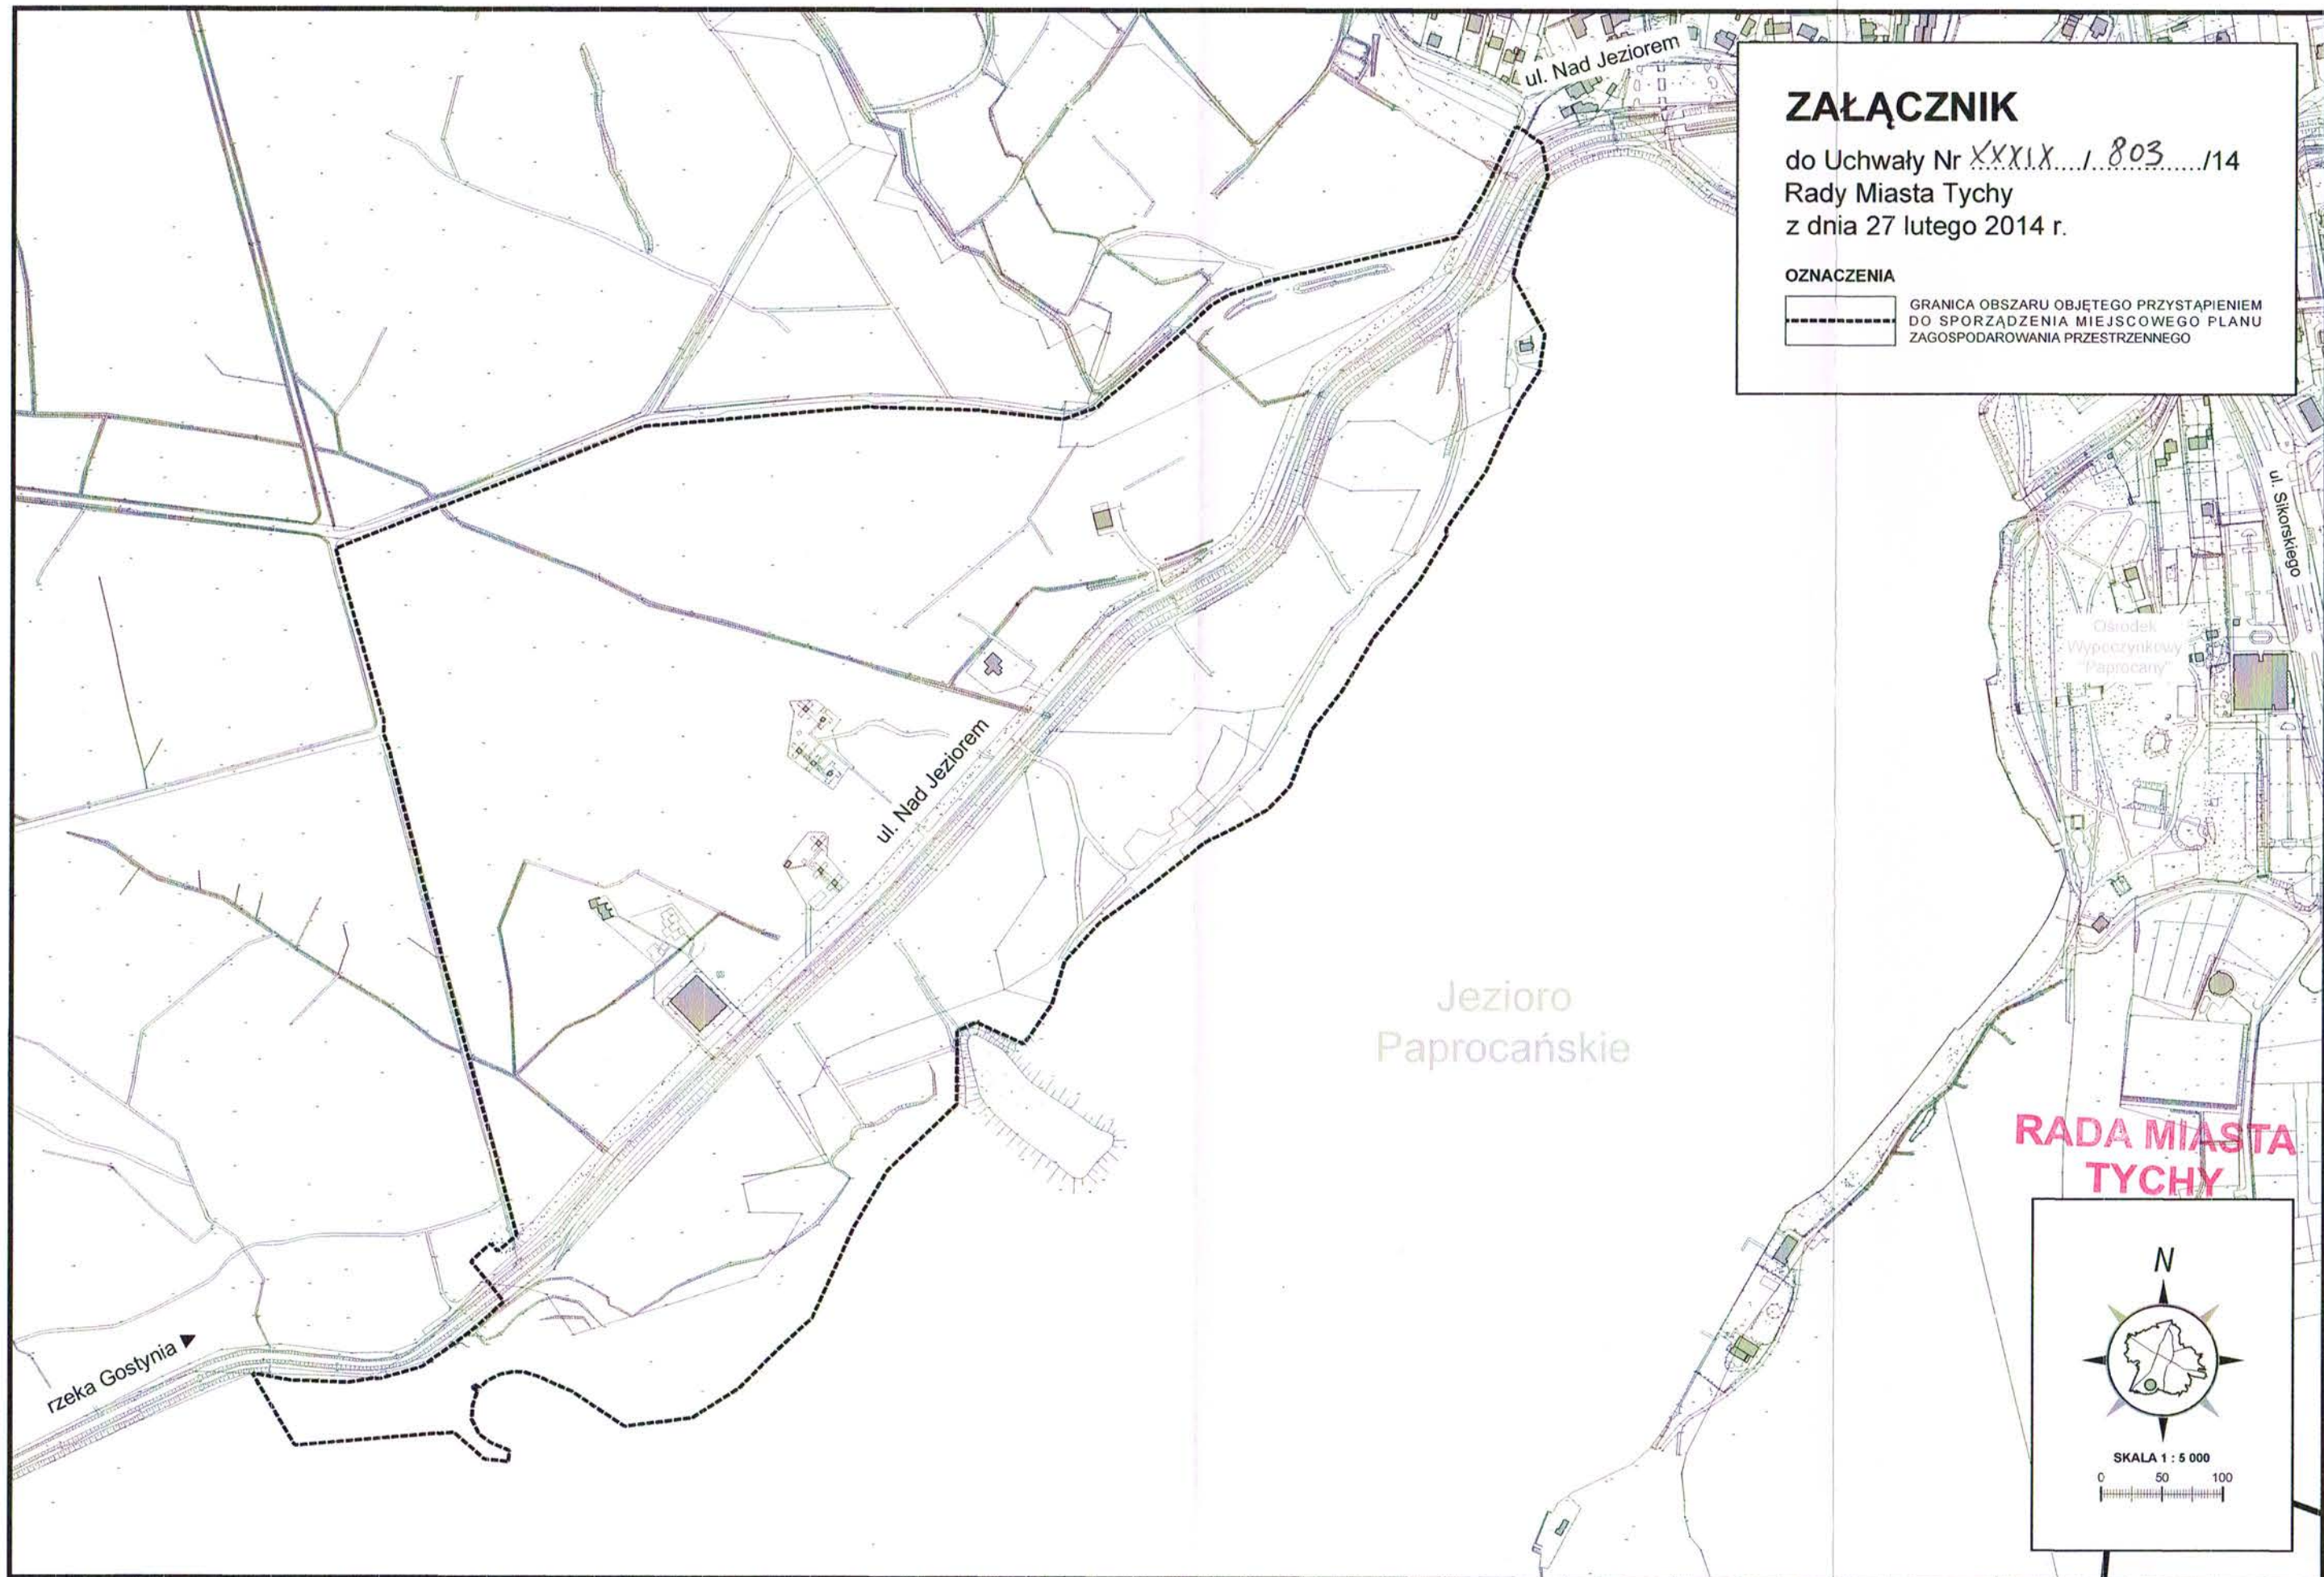 ul. Nad Jeziorem
ZAŁĄCZNIK
do Uchwały Nr XXXIX..../..803...../14
Rady Miasta Tychy
z dnia 27 lutego 2014 r.
OZNACZENIA
GRANICA OBSZARU OBJĘTEGO PRZYSTĄPIENIEM
DO SPORZĄDZENIA MIEJSCOWEGO PLANU
ZAGOSPODAROWANIA PRZESTRZENNEGO
ul. Sikorskiego
Ośrodek
Wypoczynkowy
"Paprocany"
ul. Nad Jeziorem
Jezioro
Paprocańskie
rzeka Gostynia
RADA MIASTA
TYCHY
N
SKALA 1 : 5 000
0 50 100